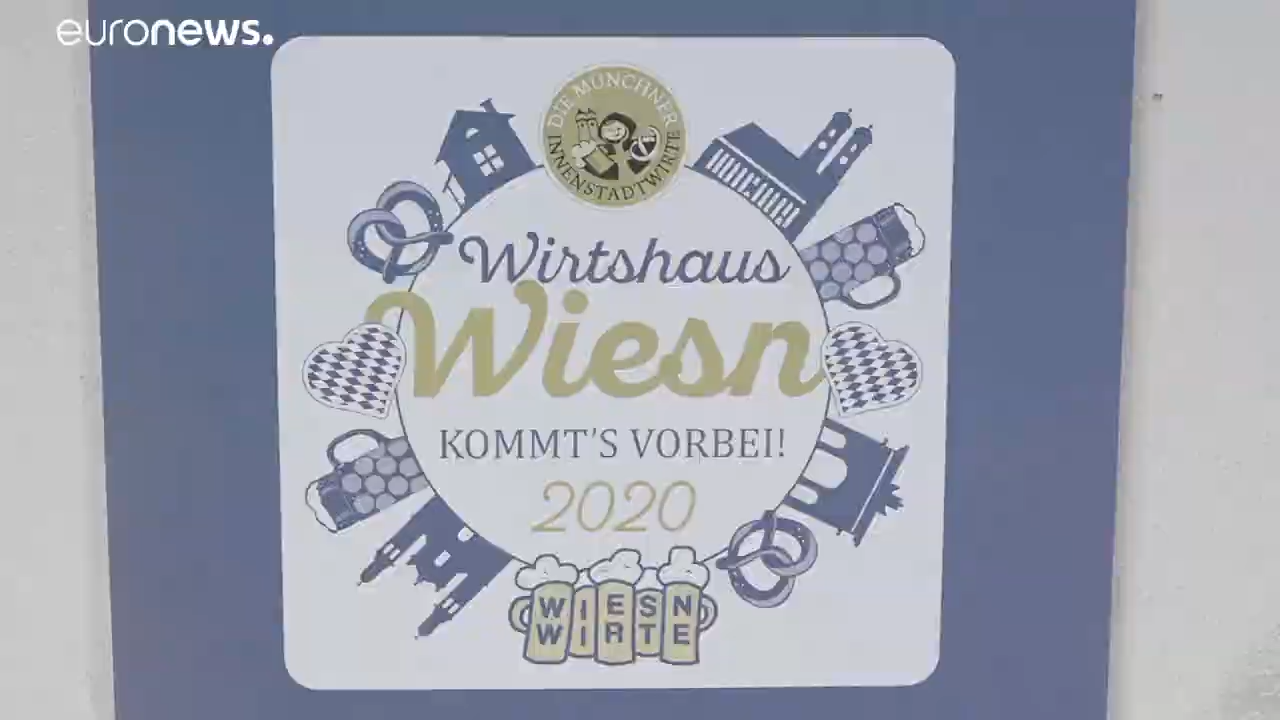 euronews.
DIE MÜNCHNER
INNENSTADTWIRTE
Wirtshaus
Wiesn
KOMMT'S VORBEI!
2020
WIESN
WIRTE